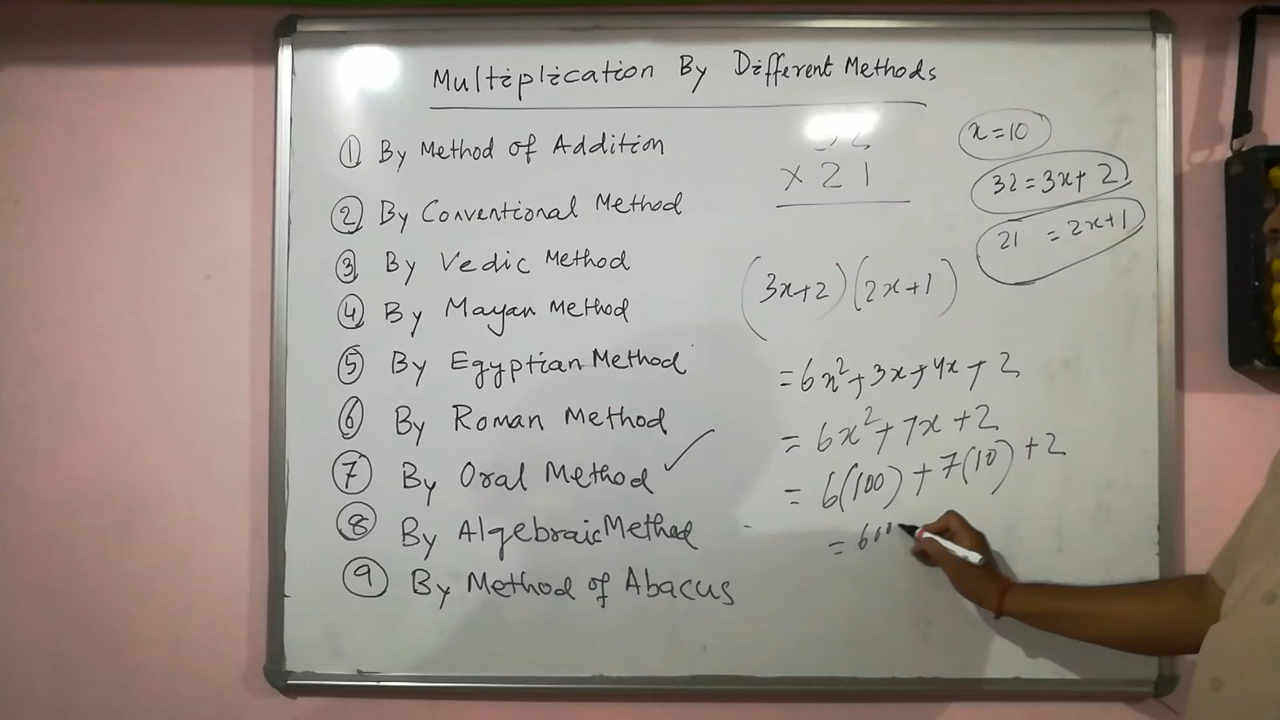 Multiplication By Different Methods
① By Method of Addition
② By Conventional Method
③ By Vedic Method
④ By Mayan Method
⑤ By Egyptian Method
⑥ By Roman Method
⑦ By Oral Method ✓
⑧ By Algebraic Method
⑨ By Method of Abacus
× 21
(3x+2)(2x+1)
= 6x²+3x+4x+2
= 6x²+7x+2
= 6(100)+7(10)+2
= 600
x=10
32=3x+2
21 =2x+1